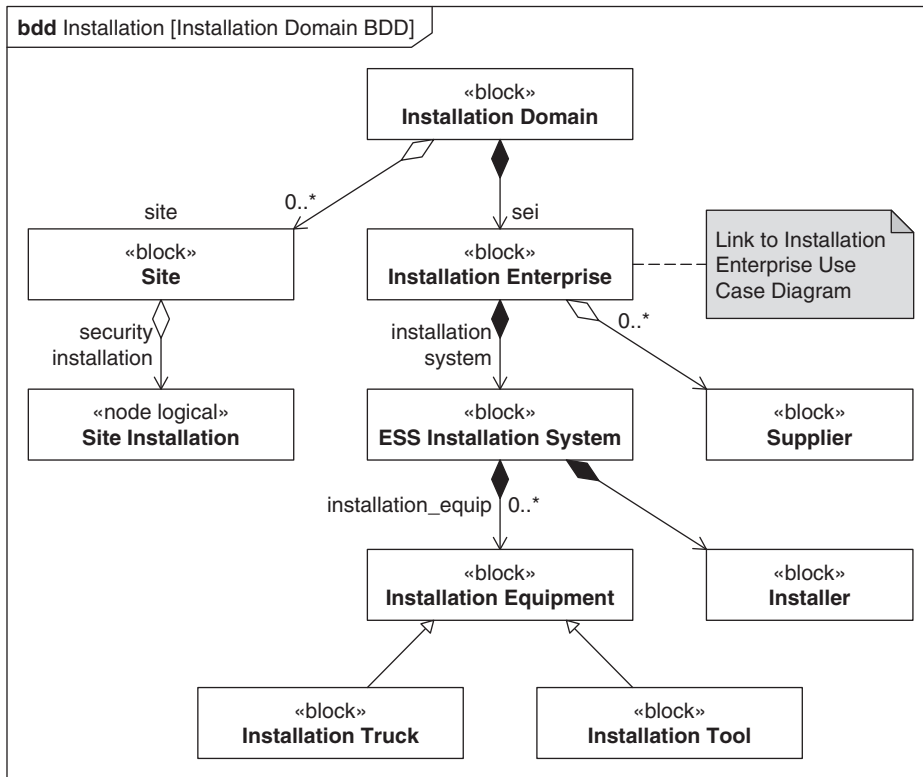 bdd Installation [Installation Domain BDD]
«block»
Installation Domain
0..*
site
sei
«block»
Site
«block»
Installation Enterprise
Link to Installation
Enterprise Use
Case Diagram
security
installation
installation
system
0..*
«node logical»
Site Installation
«block»
ESS Installation System
«block»
Supplier
installation_equip
0..*
«block»
Installation Equipment
«block»
Installer
«block»
Installation Truck
«block»
Installation Tool